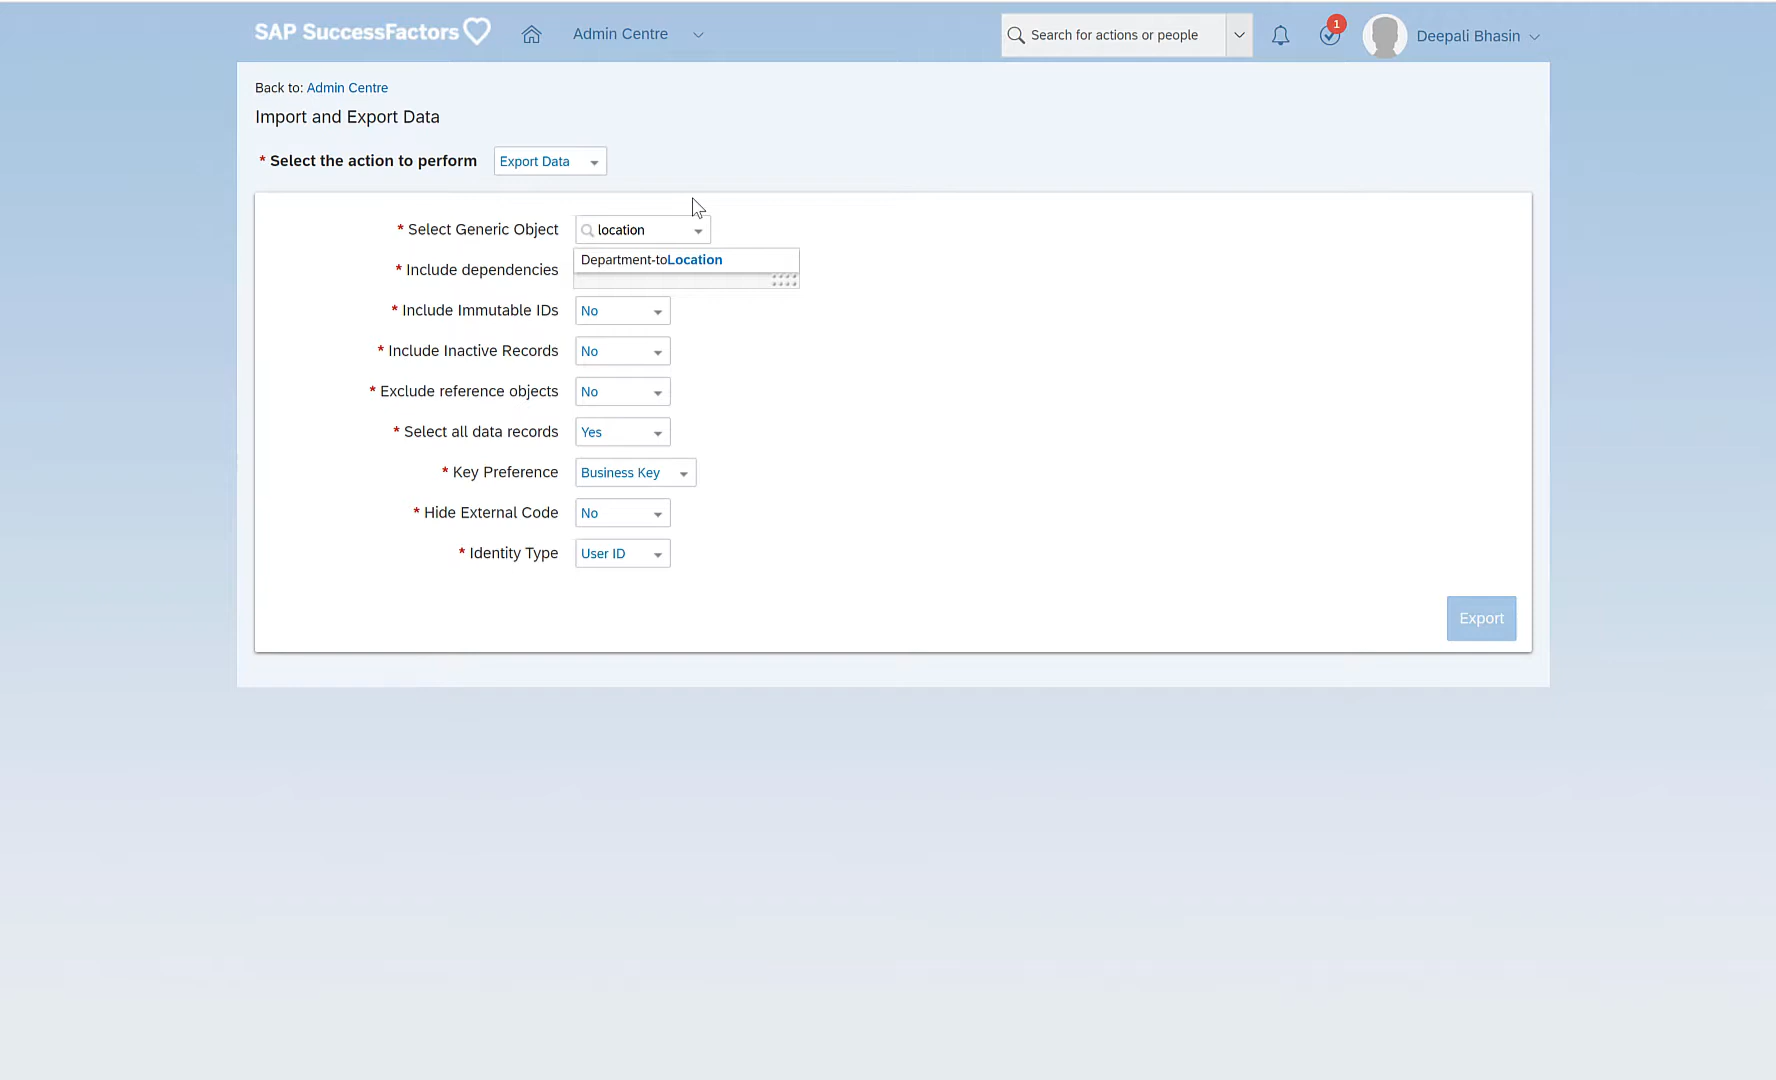 SAP SuccessFactors
Admin Centre
Search for actions or people
1
Deepali Bhasin
Back to: Admin Centre
Import and Export Data
* Select the action to perform Export Data
* Select Generic Object location
Department-toLocation
* Include dependencies
* Include Immutable IDs No
* Include Inactive Records No
* Exclude reference objects No
* Select all data records Yes
* Key Preference Business Key
* Hide External Code No
* Identity Type User ID
Export